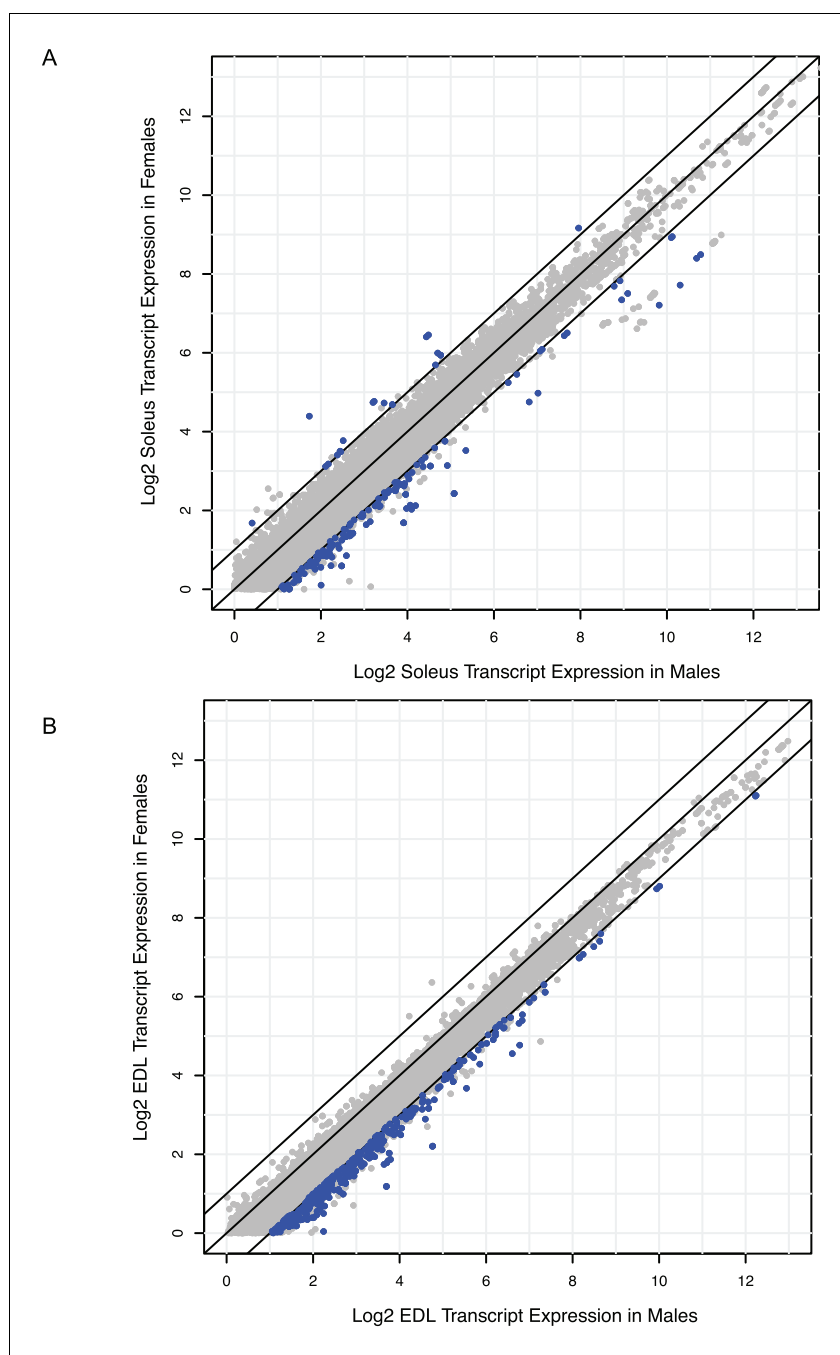 A
Log2 Soleus Transcript Expression in Females
12
10
8
6
4
2
0
0 2 4 6 8 10 12
Log2 Soleus Transcript Expression in Males
B
Log2 EDL Transcript Expression in Females
12
10
8
6
4
2
0
0 2 4 6 8 10 12
Log2 EDL Transcript Expression in Males